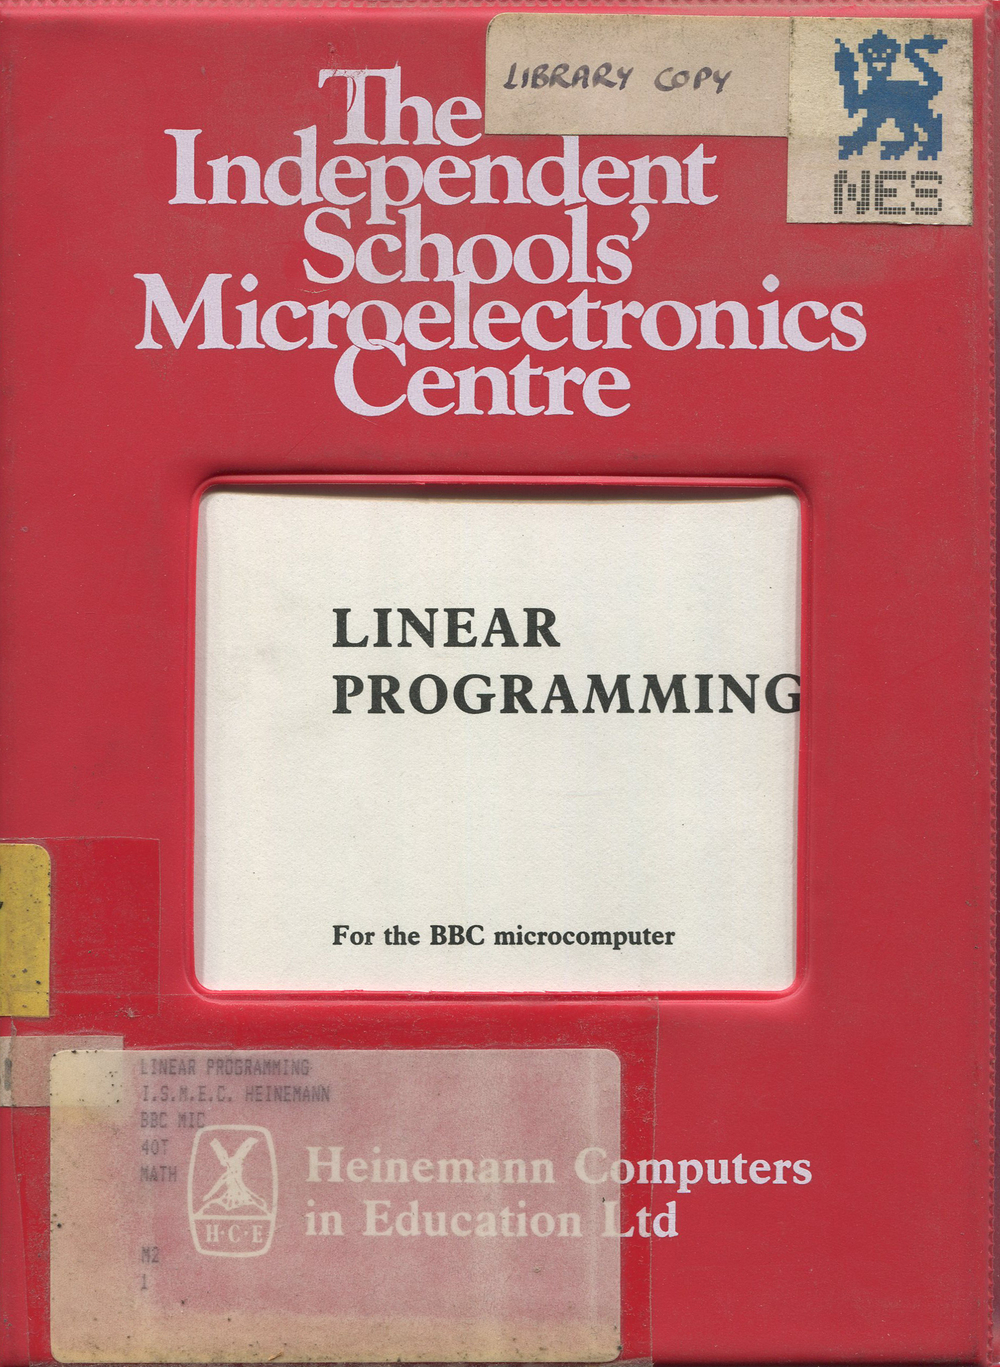 LIBRARY COPY
NES
The
Independent
Schools'
Microelectronics
Centre
LINEAR
PROGRAMMING
For the BBC microcomputer
LINEAR PROGRAMMING
I.S.M.E.C. HEINEMANN
BBC MIC
40T
MATH
M2
1
H·C·E
Heinemann Computers
in Education Ltd